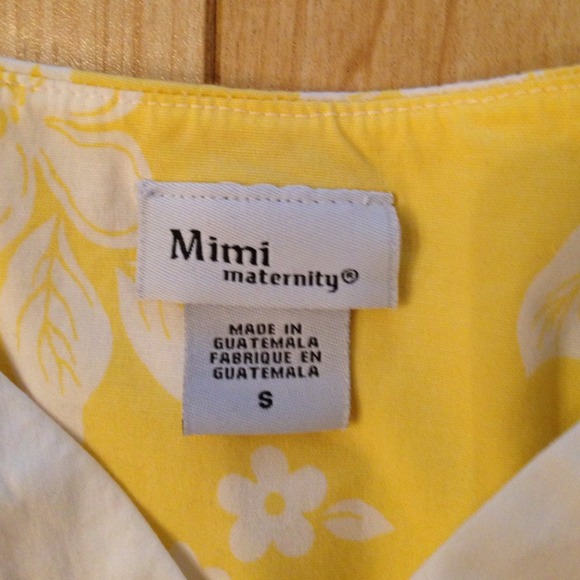 Mimi
maternity®
MADE IN
GUATEMALA
FABRIQUE EN
GUATEMALA
S